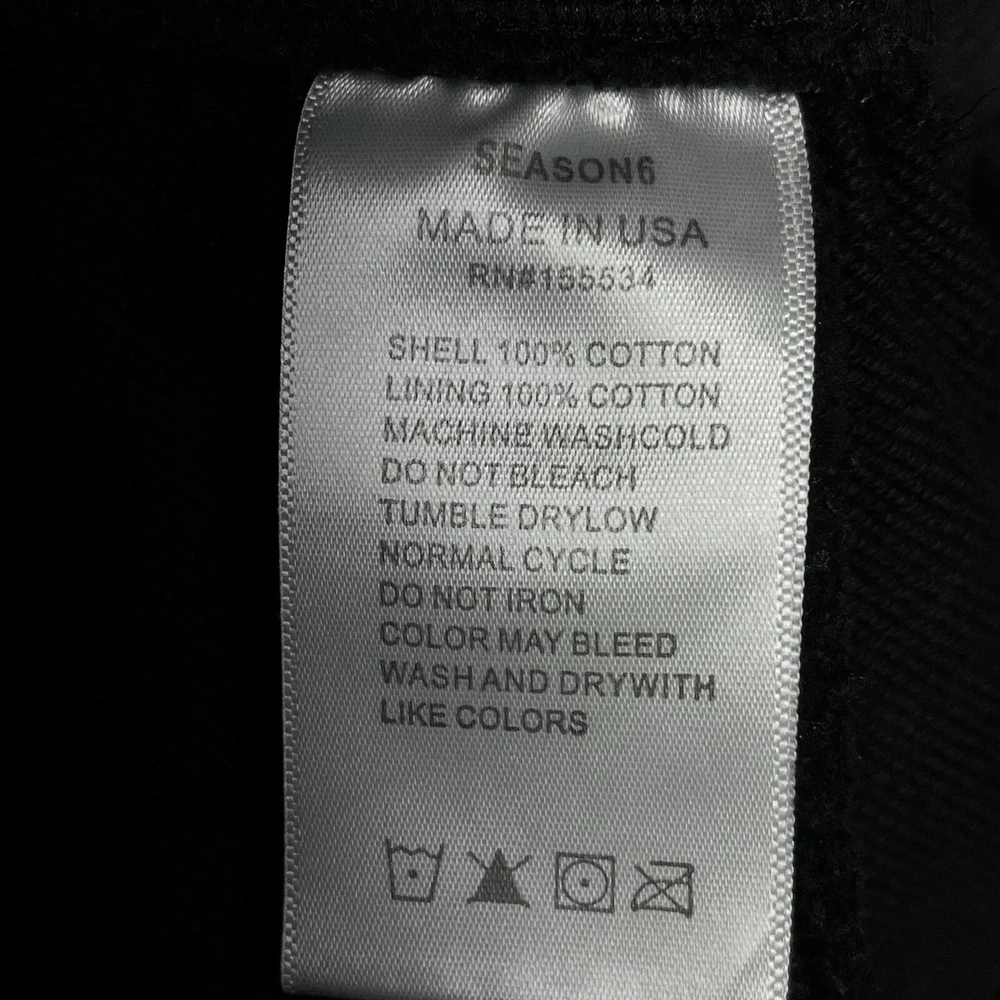 SEASON6
MADE IN USA
RN#155534
SHELL 100% COTTON
LINING 100% COTTON
MACHINE WASHCOLD
DO NOT BLEACH
TUMBLE DRYLOW
NORMAL CYCLE
DO NOT IRON
COLOR MAY BLEED
WASH AND DRYWITH
LIKE COLORS